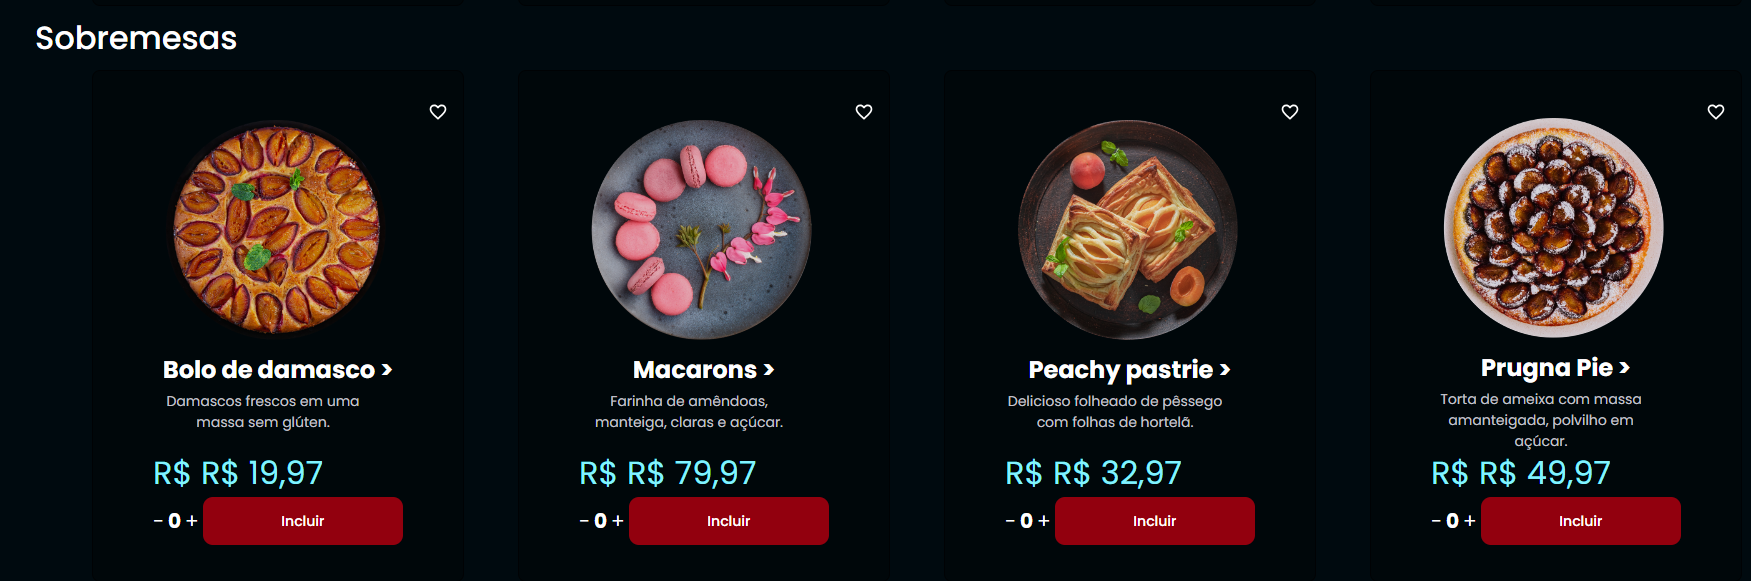 Sobremesas
Bolo de damasco >
Damascos frescos em uma
massa sem glúten.
R$ R$ 19,97
− 0 + Incluir
Macarons >
Farinha de amêndoas,
manteiga, claras e açúcar.
R$ R$ 79,97
− 0 + Incluir
Peachy pastrie >
Delicioso folheado de pêssego
com folhas de hortelã.
R$ R$ 32,97
− 0 + Incluir
Prugna Pie >
Torta de ameixa com massa
amanteigada, polvilho em
açúcar.
R$ R$ 49,97
− 0 + Incluir